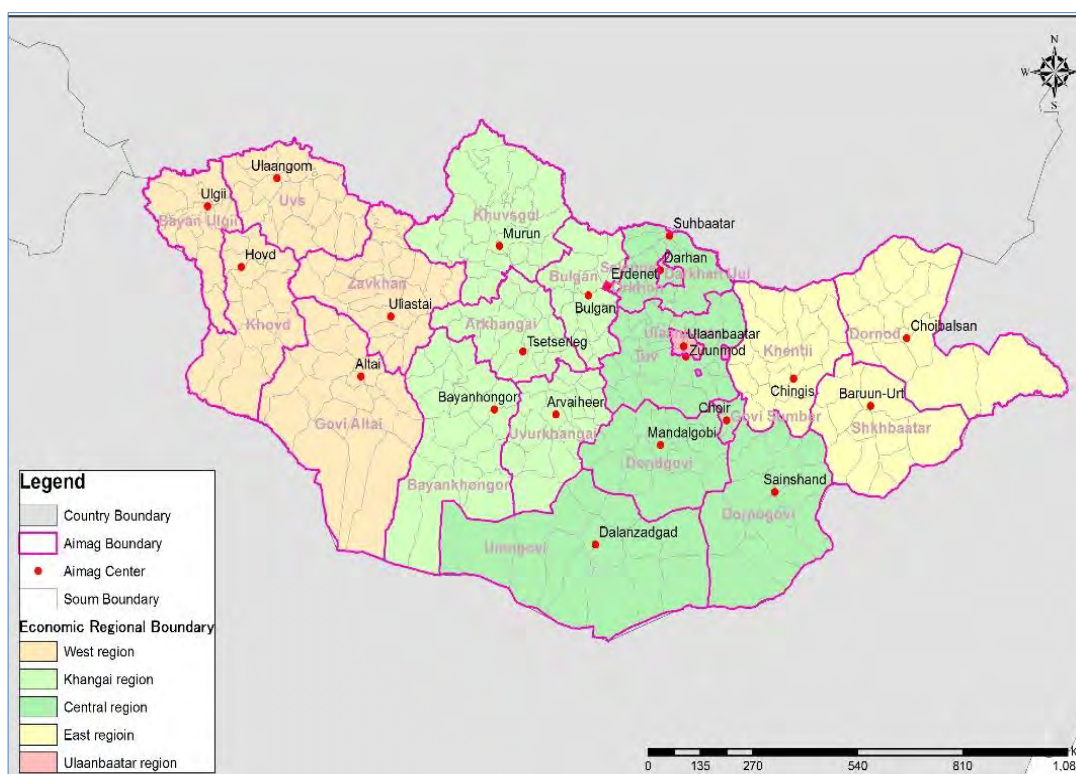 N
W E
S
Ulaangom
Uvs
Ulgii
Bayan Ulgii
Hovd
Khovd
Zavkhan
Uliastai
Altai
Govi Altai
Khuvsgul
Murun
Bulgan
Bulgan
Erdenet
Arkhangai
Tsetserleg
Bayanhongor
Bayankhongor
Arvaiheer
Uvurkhangai
Suhbaatar
Darhan
Darkhan Uul
Ulaanbaatar
Zuunmod
Tuv
Choir
Govi Sumber
Mandalgobi
Dundgovi
Sainshand
Dornogovi
Dalanzadgad
Umngovi
Khentii
Chingis
Dornod
Choibalsan
Baruun-Urt
Shkhbaatar
Legend
Country Boundary
Aimag Boundary
Aimag Center
Soum Boundary
Economic Regional Boundary
West region
Khangai region
Central region
East regioin
Ulaanbaatar region
0 135 270 540 810 1,08